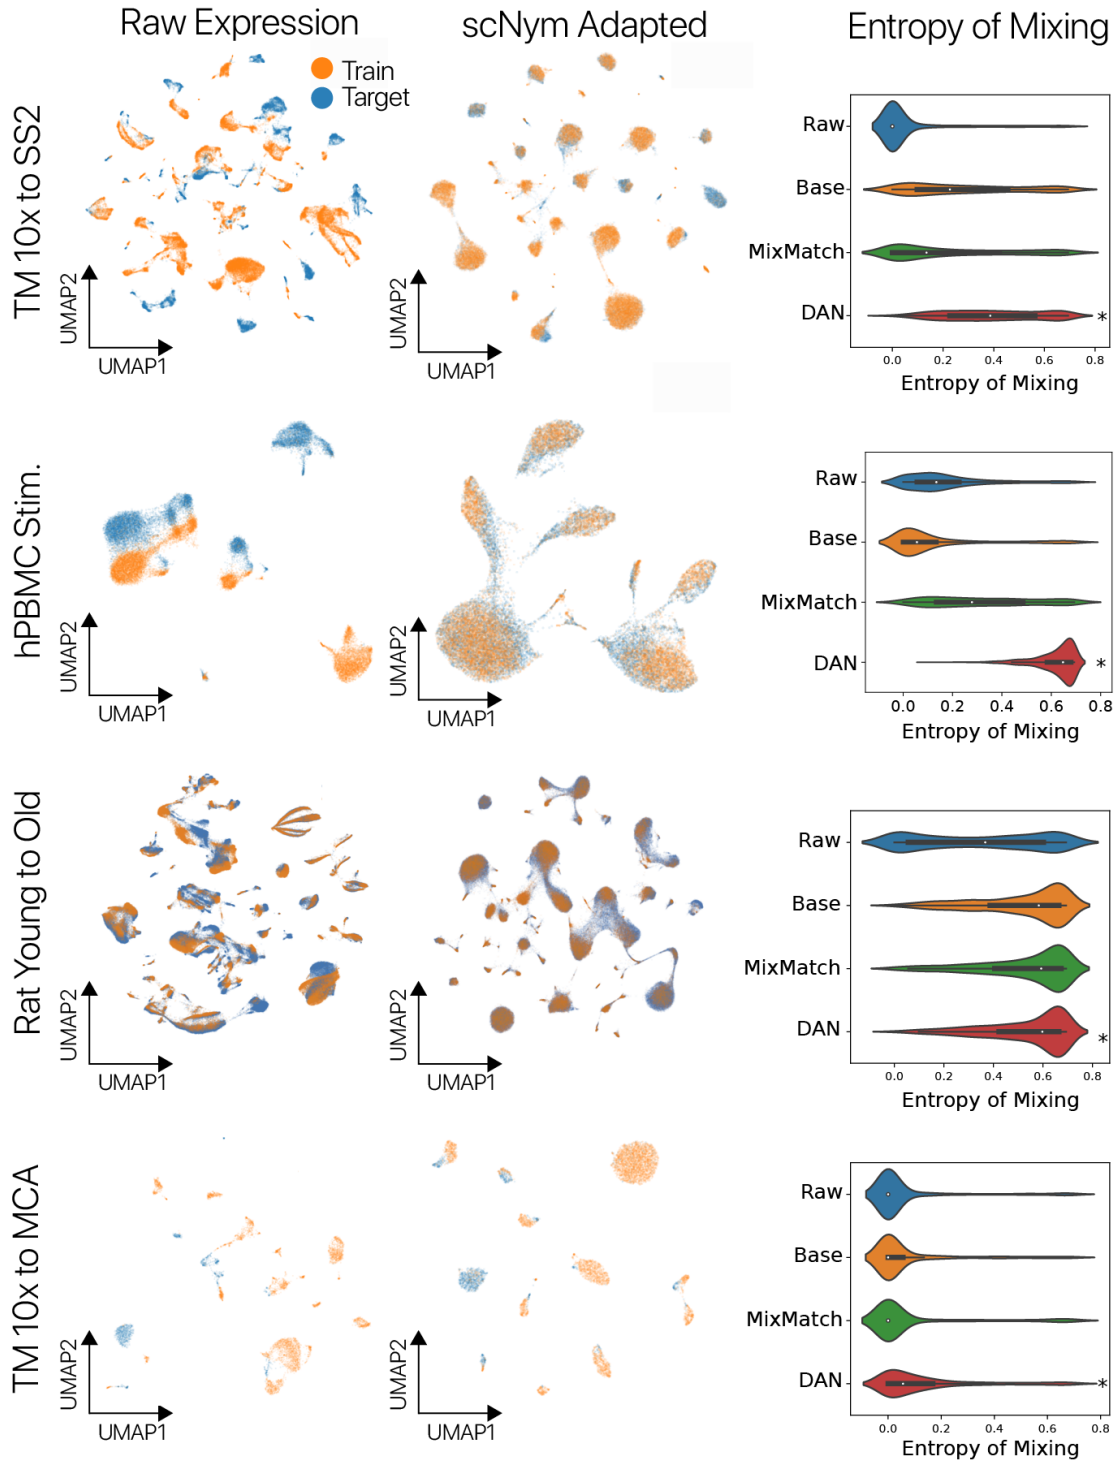 Raw Expression
scNym Adapted
Entropy of Mixing
Train
Target
TM 10x to SS2
UMAP2
UMAP1
UMAP2
UMAP1
Raw
Base
MixMatch
DAN
*
0.0 0.2 0.4 0.6 0.8
Entropy of Mixing
hPBMC Stim.
UMAP2
UMAP1
UMAP2
UMAP1
Raw
Base
MixMatch
DAN
*
0.0 0.2 0.4 0.6 0.8
Entropy of Mixing
Rat Young to Old
UMAP2
UMAP1
UMAP2
UMAP1
Raw
Base
MixMatch
DAN
*
0.0 0.2 0.4 0.6 0.8
Entropy of Mixing
TM 10x to MCA
UMAP2
UMAP1
UMAP2
UMAP1
Raw
Base
MixMatch
DAN
*
0.0 0.2 0.4 0.6 0.8
Entropy of Mixing